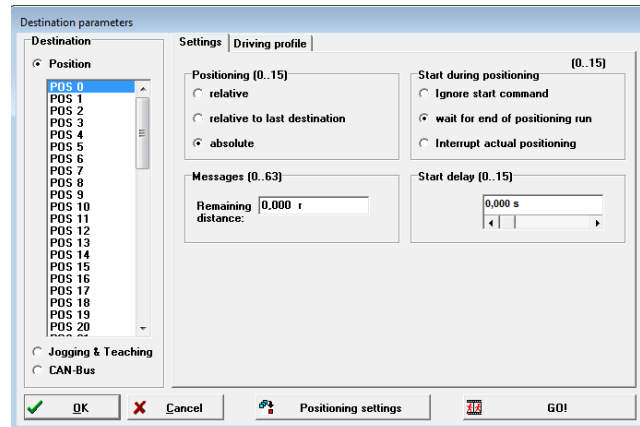 Destination parameters
Destination
Position
POS 0
POS 1
POS 2
POS 3
POS 4
POS 5
POS 6
POS 7
POS 8
POS 9
POS 10
POS 11
POS 12
POS 13
POS 14
POS 15
POS 16
POS 17
POS 18
POS 19
POS 20
Jogging & Teaching
CAN-Bus
Settings
Driving profile
(0..15)
Positioning (0..15)
relative
relative to last destination
absolute
Start during positioning
Ignore start command
wait for end of positioning run
Interrupt actual positioning
Messages (0..63)
Remaining distance:
0,000 r
Start delay (0..15)
0,000 s
OK
Cancel
Positioning settings
GO!